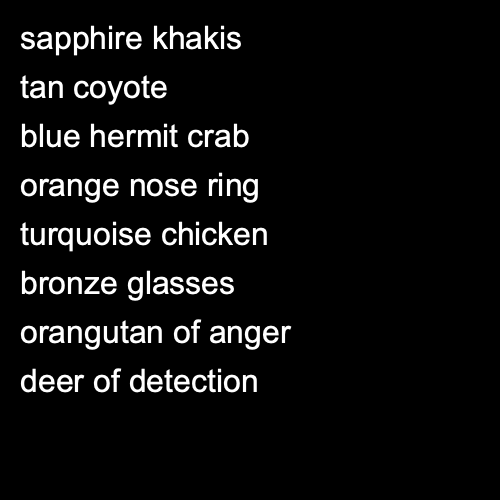 sapphire khakis
tan coyote
blue hermit crab
orange nose ring
turquoise chicken
bronze glasses
orangutan of anger
deer of detection